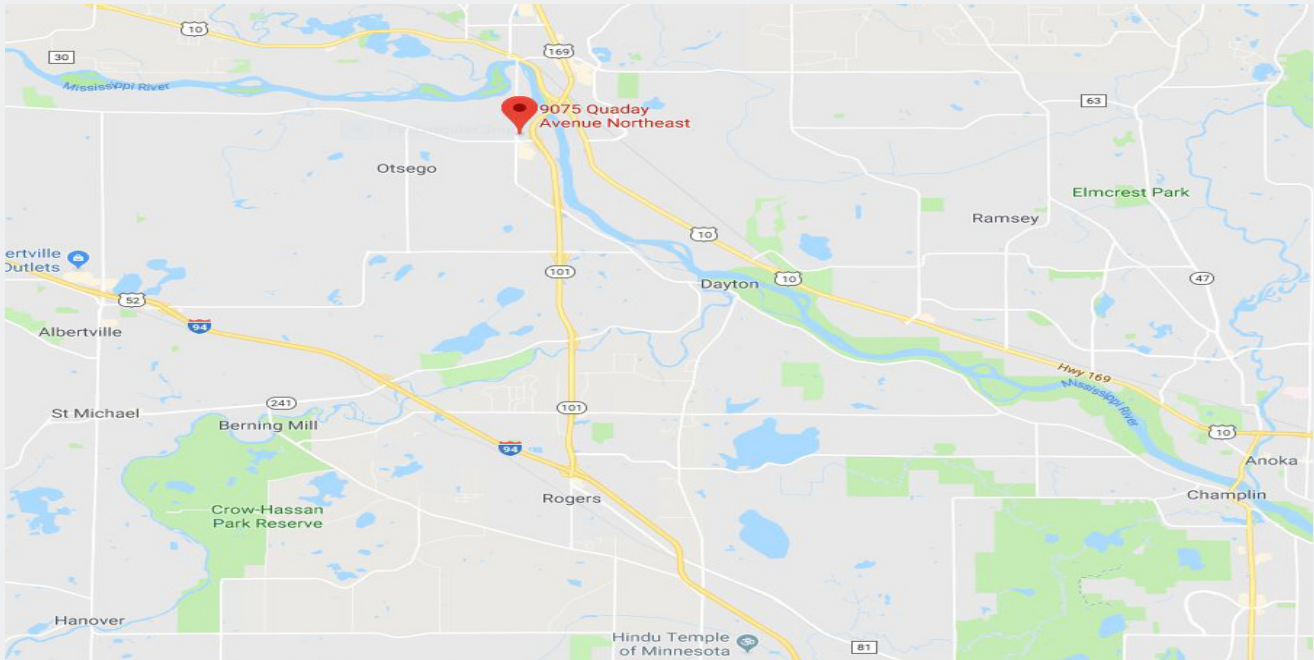 10
169
30
Mississippi River
63
9075 Quaday
Avenue Northeast
Otsego
Elmcrest Park
Ramsey
10
ertville
Outlets
101
47
Dayton
10
52
94
Albertville
Hwy 169
Mississippi River
241
101
St Michael
Berning Mill
10
94
Anoka
Rogers
Champlin
Crow-Hassan
Park Reserve
Hanover
Hindu Temple
of Minnesota
81